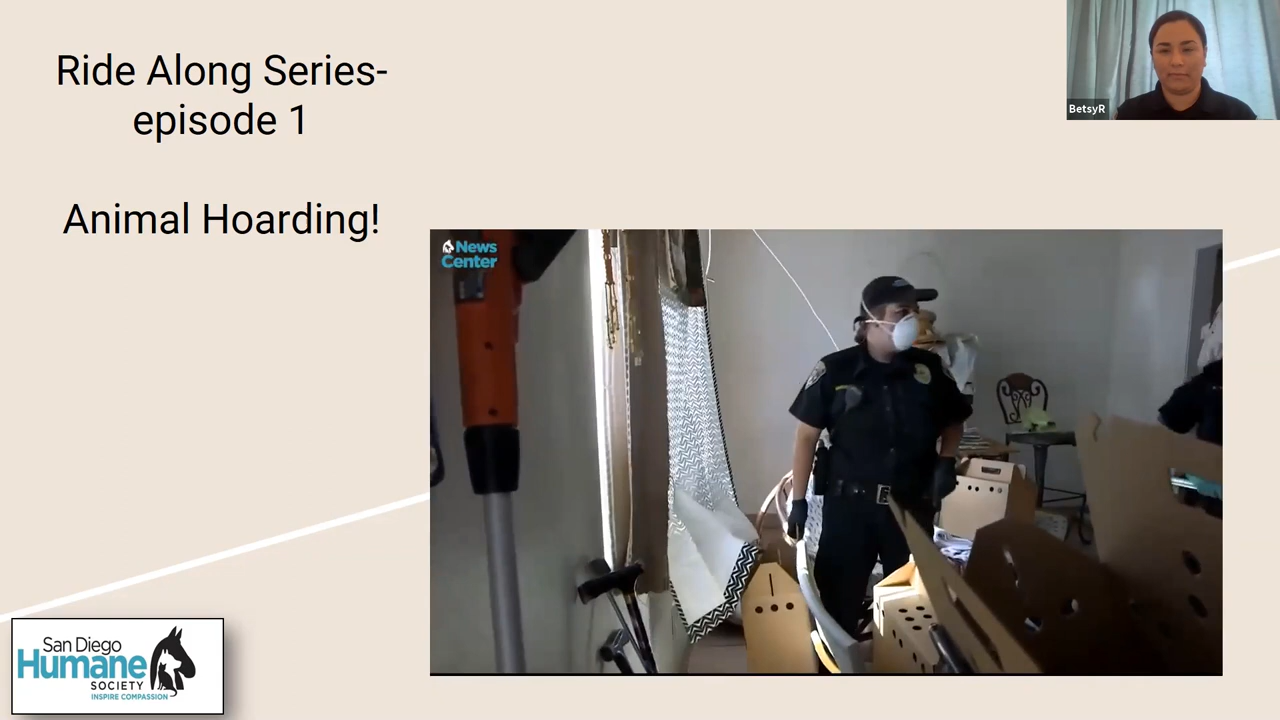 Ride Along Series-
episode 1
Animal Hoarding!
BetsyR
News
Center
San Diego
Humane
SOCIETY
INSPIRE COMPASSION